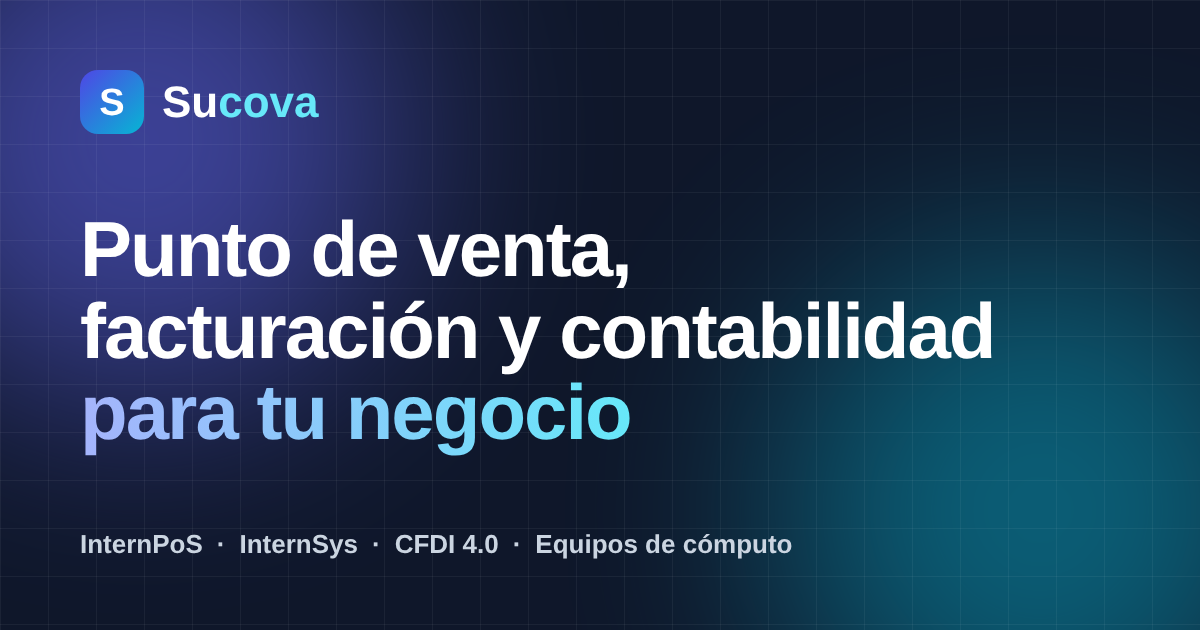 S Sucova
Punto de venta,
facturación y contabilidad
para tu negocio
InternPoS · InternSys · CFDI 4.0 · Equipos de cómputo